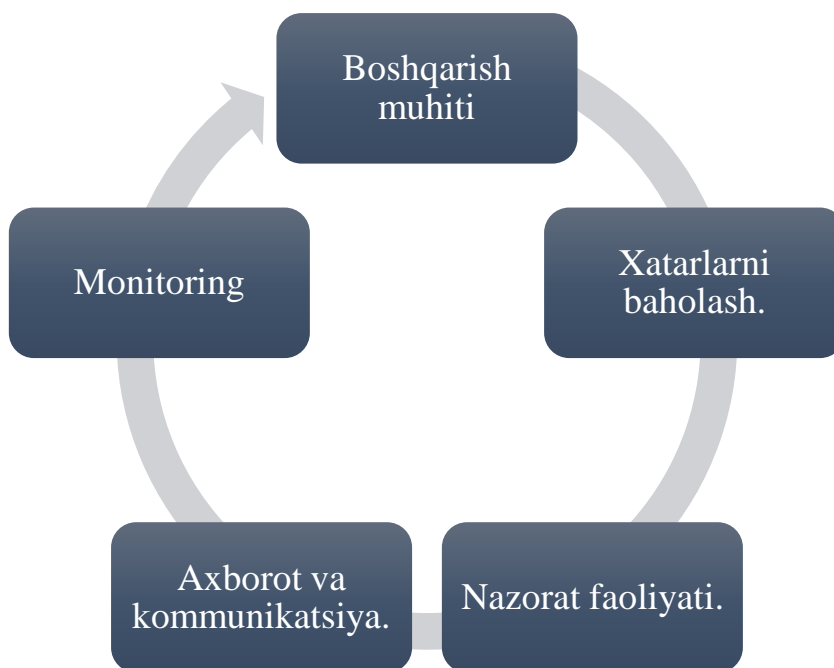 Boshqarish
muhiti
Xatarlarni
baholash.
Nazorat faoliyati.
Axborot va
kommunikatsiya.
Monitoring